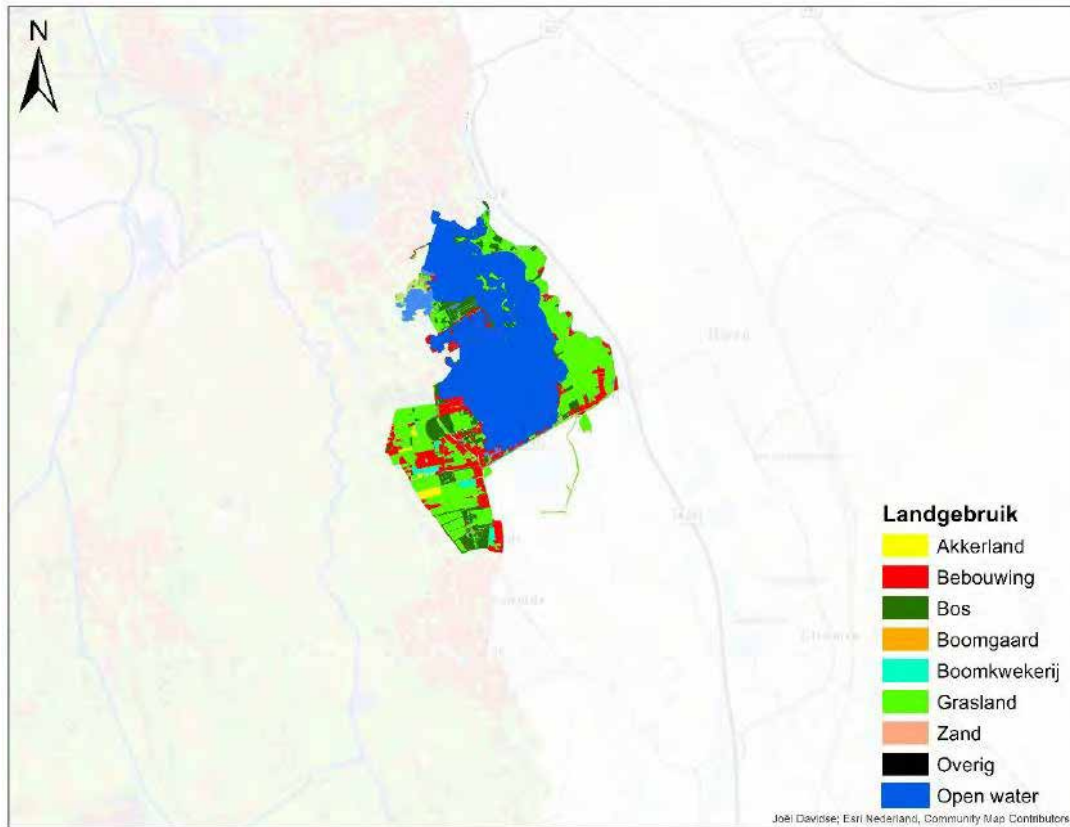 N
Landgebruik
Akkerland
Bebouwing
Bos
Boomgaard
Boomkwekerij
Grasland
Zand
Overig
Open water
Joël Davidse; Esri Nederland, Community Map Contributors